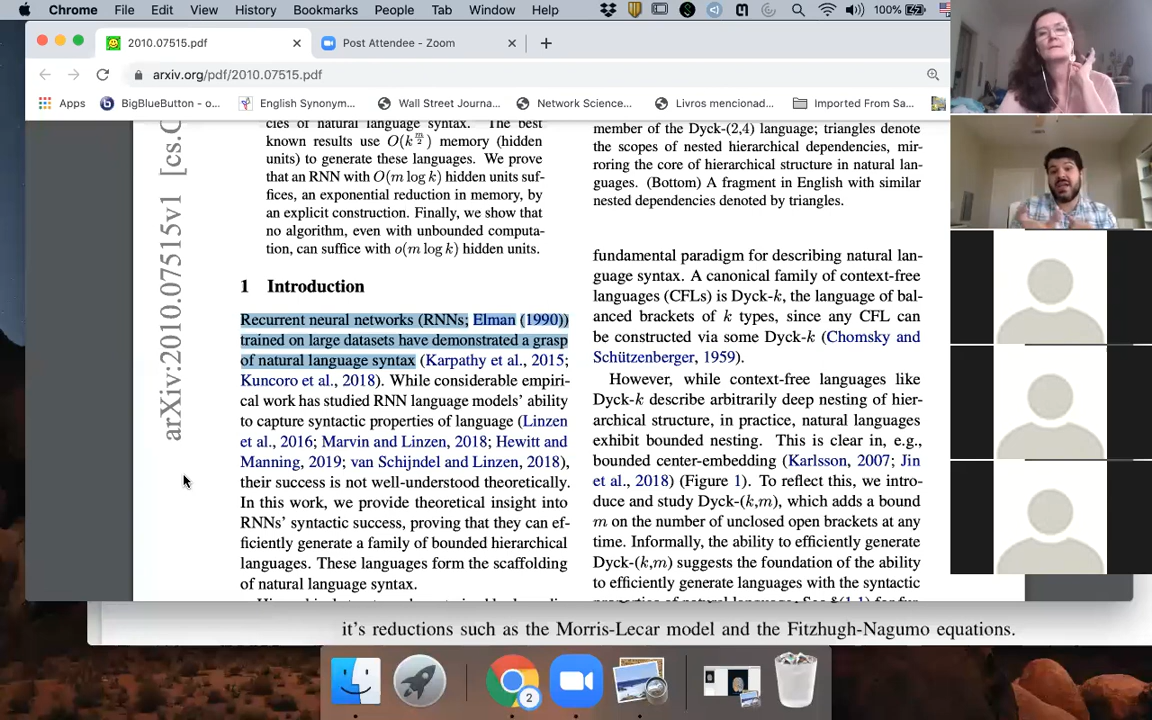 Chrome File Edit View History Bookmarks People Tab Window Help 100%
2010.07515.pdf Post Attendee - Zoom
arxiv.org/pdf/2010.07515.pdf
Apps BigBlueButton - o... English Synonym... Wall Street Journa... Network Science... Livros mencionad... Imported From Sa...
arXiv:2010.07515v1 [cs.C
cies of natural language syntax. The best
known results use O(k^{m/2}) memory (hidden
units) to generate these languages. We prove
that an RNN with O(m log k) hidden units suf-
fices, an exponential reduction in memory, by
an explicit construction. Finally, we show that
no algorithm, even with unbounded computa-
tion, can suffice with o(m log k) hidden units.
1 Introduction
Recurrent neural networks (RNNs; Elman (1990))
trained on large datasets have demonstrated a grasp
of natural language syntax (Karpathy et al., 2015;
Kuncoro et al., 2018). While considerable empiri-
cal work has studied RNN language models' ability
to capture syntactic properties of language (Linzen
et al., 2016; Marvin and Linzen, 2018; Hewitt and
Manning, 2019; van Schijndel and Linzen, 2018),
their success is not well-understood theoretically.
In this work, we provide theoretical insight into
RNNs' syntactic success, proving that they can ef-
ficiently generate a family of bounded hierarchical
languages. These languages form the scaffolding
of natural language syntax.
member of the Dyck-(2,4) language; triangles denote
the scopes of nested hierarchical dependencies, mir-
roring the core of hierarchical structure in natural lan-
guages. (Bottom) A fragment in English with similar
nested dependencies denoted by triangles.
fundamental paradigm for describing natural lan-
guage syntax. A canonical family of context-free
languages (CFLs) is Dyck-k, the language of bal-
anced brackets of k types, since any CFL can
be constructed via some Dyck-k (Chomsky and
Schützenberger, 1959).
However, while context-free languages like
Dyck-k describe arbitrarily deep nesting of hier-
archical structure, in practice, natural languages
exhibit bounded nesting. This is clear in, e.g.,
bounded center-embedding (Karlsson, 2007; Jin
et al., 2018) (Figure 1). To reflect this, we intro-
duce and study Dyck-(k,m), which adds a bound
m on the number of unclosed open brackets at any
time. Informally, the ability to efficiently generate
Dyck-(k,m) suggests the foundation of the ability
to efficiently generate languages with the syntactic
it's reductions such as the Morris-Lecar model and the Fitzhugh-Nagumo equations.
2